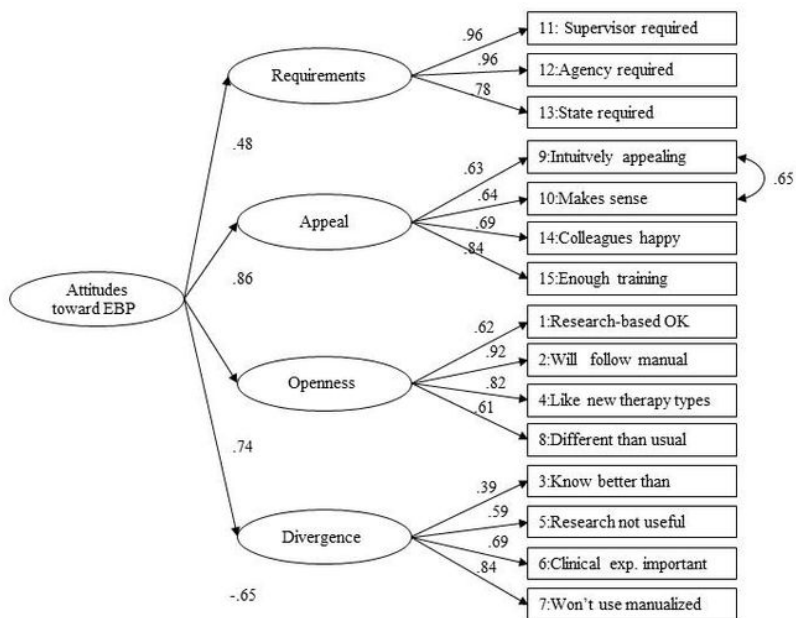 .96
11: Supervisor required
Requirements
.96
12:Agency required
.78
13:State required
.48
.63
9:Intuitvely appealing
.65
.64
10:Makes sense
Appeal
.69
14:Colleagues happy
.84
15:Enough training
.86
Attitudes
toward EBP
.62
1:Research-based OK
.92
2:Will follow manual
Openness
.82
4:Like new therapy types
.61
8:Different than usual
.74
.39
3:Know better than
.59
5:Research not useful
Divergence
.69
6:Clinical exp. important
.84
7:Won’t use manualized
-.65